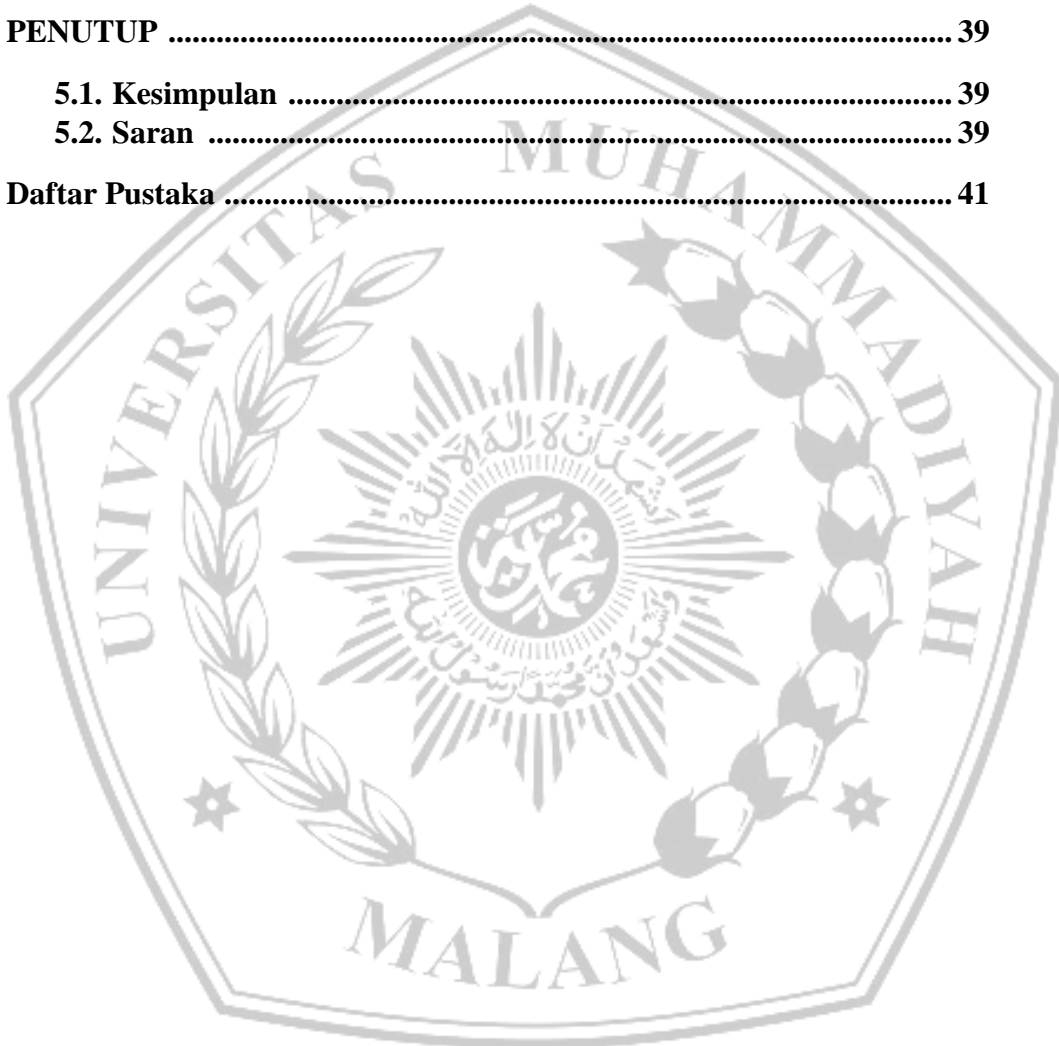 PENUTUP ........................................................................................................................... 39
5.1. Kesimpulan ........................................................................................................ 39
5.2. Saran ..................................................................................................................... 39
Daftar Pustaka .................................................................................................................. 41
UNIVERSITAS MUHAMMADIYAH
MALANG